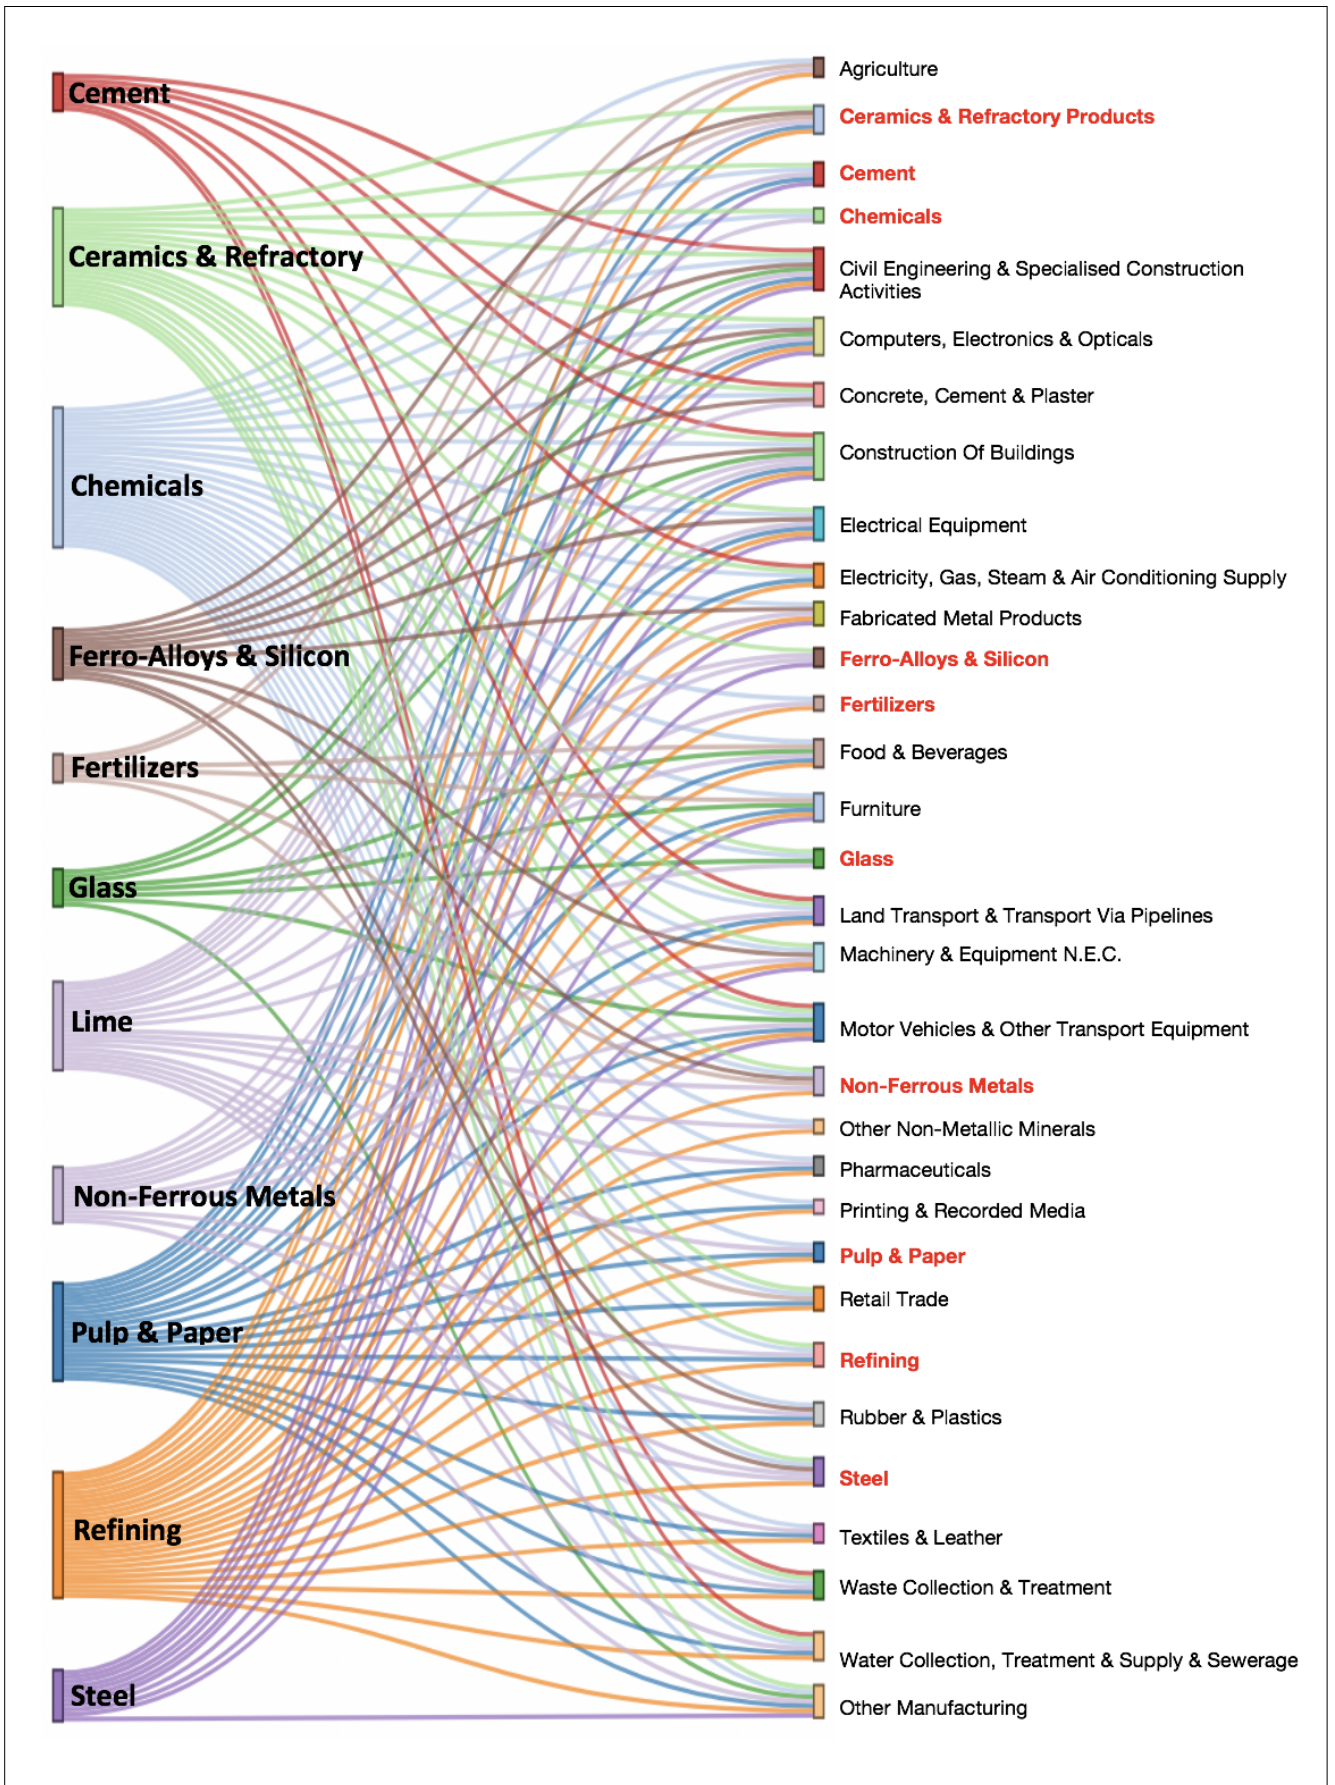 Cement
Ceramics & Refractory
Chemicals
Ferro-Alloys & Silicon
Fertilizers
Glass
Lime
Non-Ferrous Metals
Pulp & Paper
Refining
Steel
Agriculture
Ceramics & Refractory Products
Cement
Chemicals
Civil Engineering & Specialised Construction
Activities
Computers, Electronics & Opticals
Concrete, Cement & Plaster
Construction Of Buildings
Electrical Equipment
Electricity, Gas, Steam & Air Conditioning Supply
Fabricated Metal Products
Ferro-Alloys & Silicon
Fertilizers
Food & Beverages
Furniture
Glass
Land Transport & Transport Via Pipelines
Machinery & Equipment N.E.C.
Motor Vehicles & Other Transport Equipment
Non-Ferrous Metals
Other Non-Metallic Minerals
Pharmaceuticals
Printing & Recorded Media
Pulp & Paper
Retail Trade
Refining
Rubber & Plastics
Steel
Textiles & Leather
Waste Collection & Treatment
Water Collection, Treatment & Supply & Sewerage
Other Manufacturing